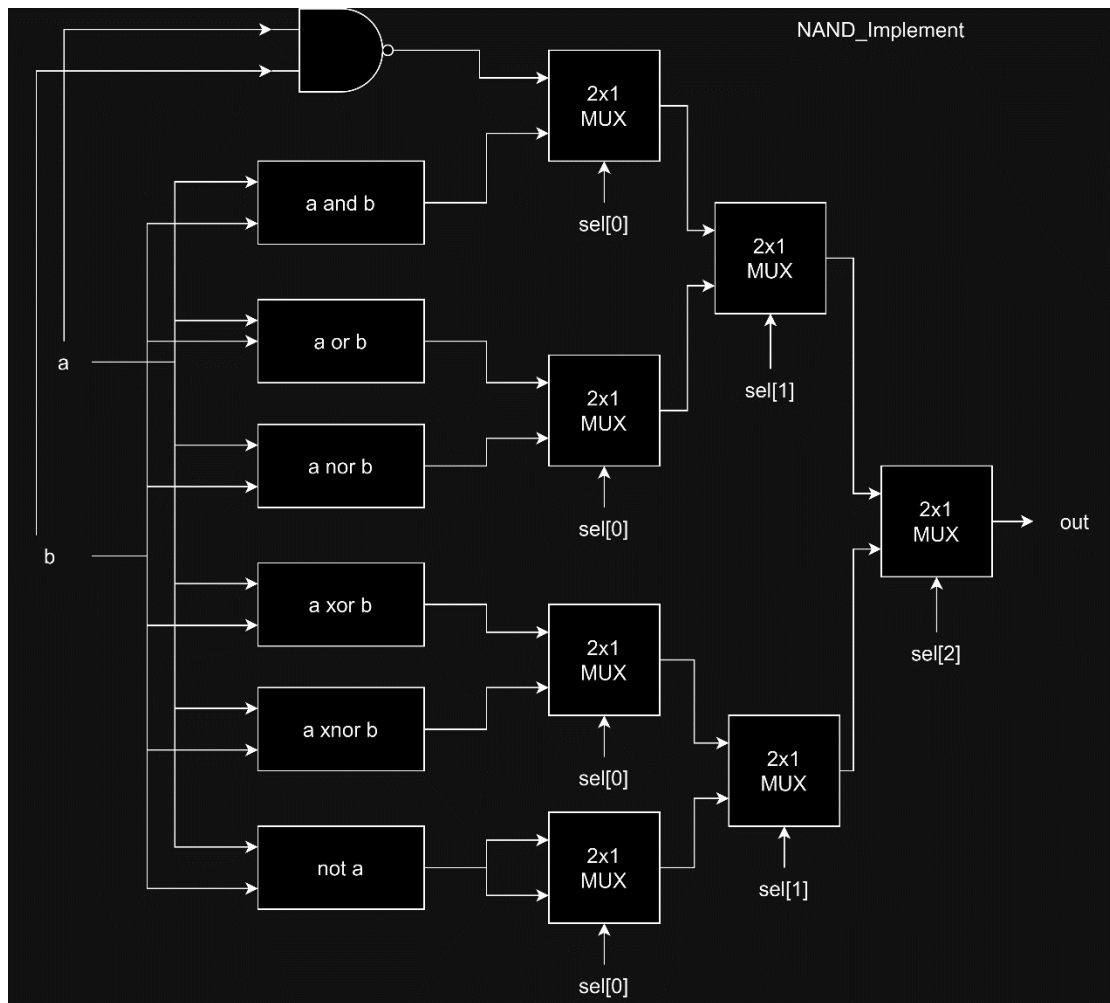 NAND_Implement
2x1
MUX
a and b
sel[0]
2x1
MUX
a or b
a
2x1
MUX
sel[1]
a nor b
2x1
MUX
out
sel[0]
b
a xor b
2x1
MUX
sel[2]
a xnor b
2x1
MUX
sel[0]
not a
2x1
MUX
sel[1]
sel[0]